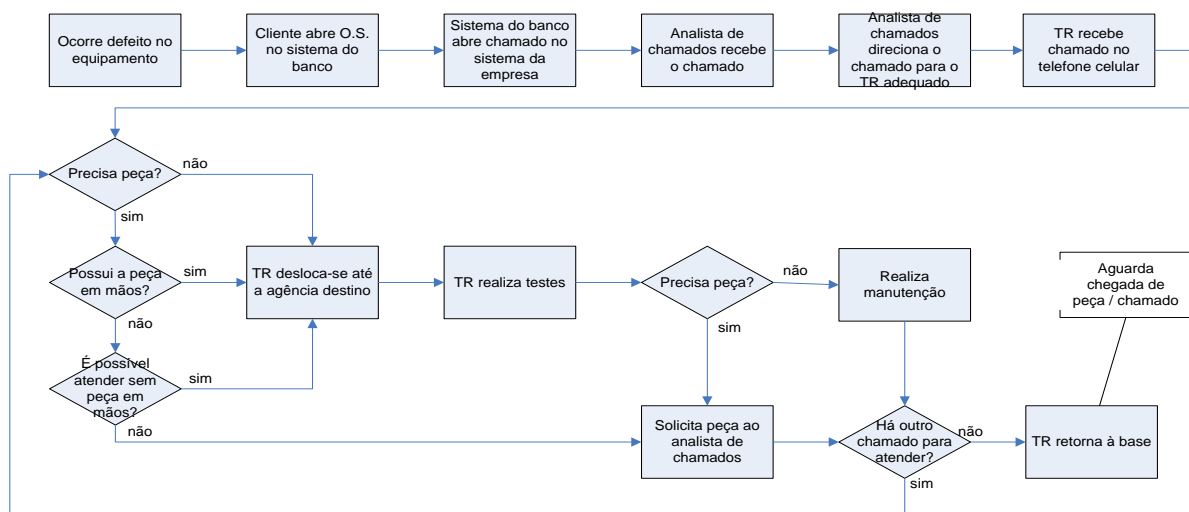 Ocorre defeito no
equipamento
Cliente abre O.S.
no sistema do
banco
Sistema do banco
abre chamado no
sistema da
empresa
Analista de
chamados recebe
o chamado
Analista de
chamados
direciona o
chamado para o
TR adequado
TR recebe
chamado no
telefone celular
Precisa peça?
não
sim
Possui a peça
em mãos?
sim
não
É possível
atender sem
peça em
mãos?
sim
não
TR desloca-se até
a agência destino
TR realiza testes
Precisa peça?
não
sim
Realiza
manutenção
Solicita peça ao
analista de
chamados
Há outro
chamado para
atender?
não
sim
TR retorna à base
Aguarda
chegada de
peça / chamado